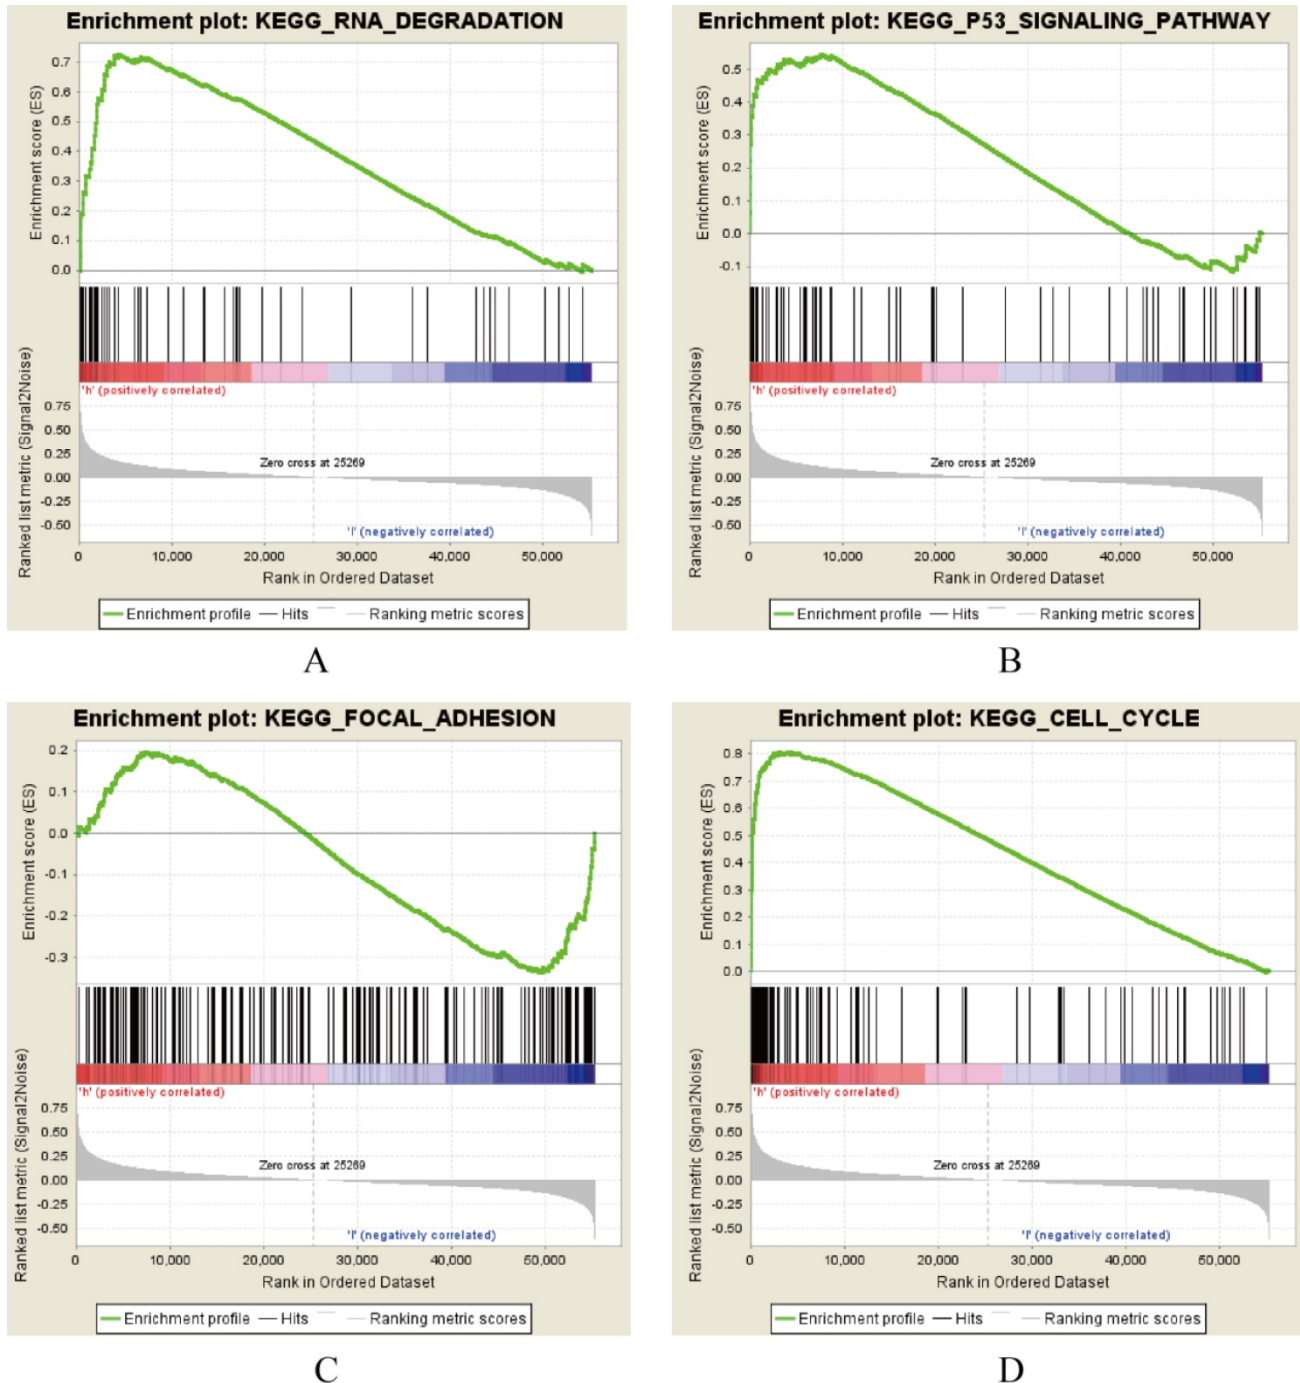 Enrichment plot: KEGG_RNA_DEGRADATION
Enrichment score (ES)
0.7
0.6
0.5
0.4
0.3
0.2
0.1
0.0
'h' (positively correlated)
Ranked list metric (Signal2Noise)
0.75
0.50
0.25
0.00
-0.25
-0.50
Zero cross at 25269
'l' (negatively correlated)
0 10,000 20,000 30,000 40,000 50,000
Rank in Ordered Dataset
Enrichment profile Hits Ranking metric scores
A
Enrichment plot: KEGG_P53_SIGNALING_PATHWAY
Enrichment score (ES)
0.5
0.4
0.3
0.2
0.1
0.0
-0.1
'h' (positively correlated)
Ranked list metric (Signal2Noise)
0.75
0.50
0.25
0.00
-0.25
-0.50
Zero cross at 25269
'l' (negatively correlated)
0 10,000 20,000 30,000 40,000 50,000
Rank in Ordered Dataset
Enrichment profile Hits Ranking metric scores
B
Enrichment plot: KEGG_FOCAL_ADHESION
Enrichment score (ES)
0.2
0.1
0.0
-0.1
-0.2
-0.3
'h' (positively correlated)
Ranked list metric (Signal2Noise)
0.75
0.50
0.25
0.00
-0.25
-0.50
Zero cross at 25269
'l' (negatively correlated)
0 10,000 20,000 30,000 40,000 50,000
Rank in Ordered Dataset
Enrichment profile Hits Ranking metric scores
C
Enrichment plot: KEGG_CELL_CYCLE
Enrichment score (ES)
0.8
0.7
0.6
0.5
0.4
0.3
0.2
0.1
0.0
'h' (positively correlated)
Ranked list metric (Signal2Noise)
0.75
0.50
0.25
0.00
-0.25
-0.50
Zero cross at 25269
'l' (negatively correlated)
0 10,000 20,000 30,000 40,000 50,000
Rank in Ordered Dataset
Enrichment profile Hits Ranking metric scores
D